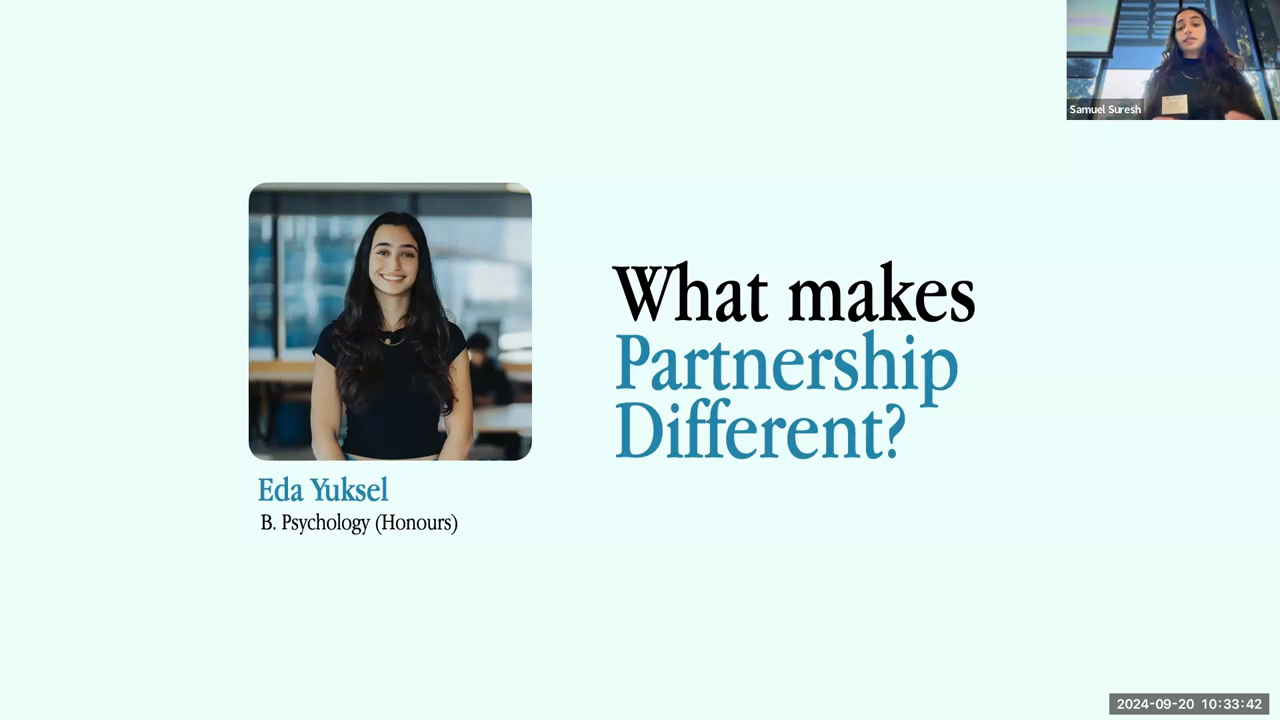 Samuel Suresh
What makes
Partnership
Different?
Eda Yuksel
B. Psychology (Honours)
2024-09-20 10:33:42